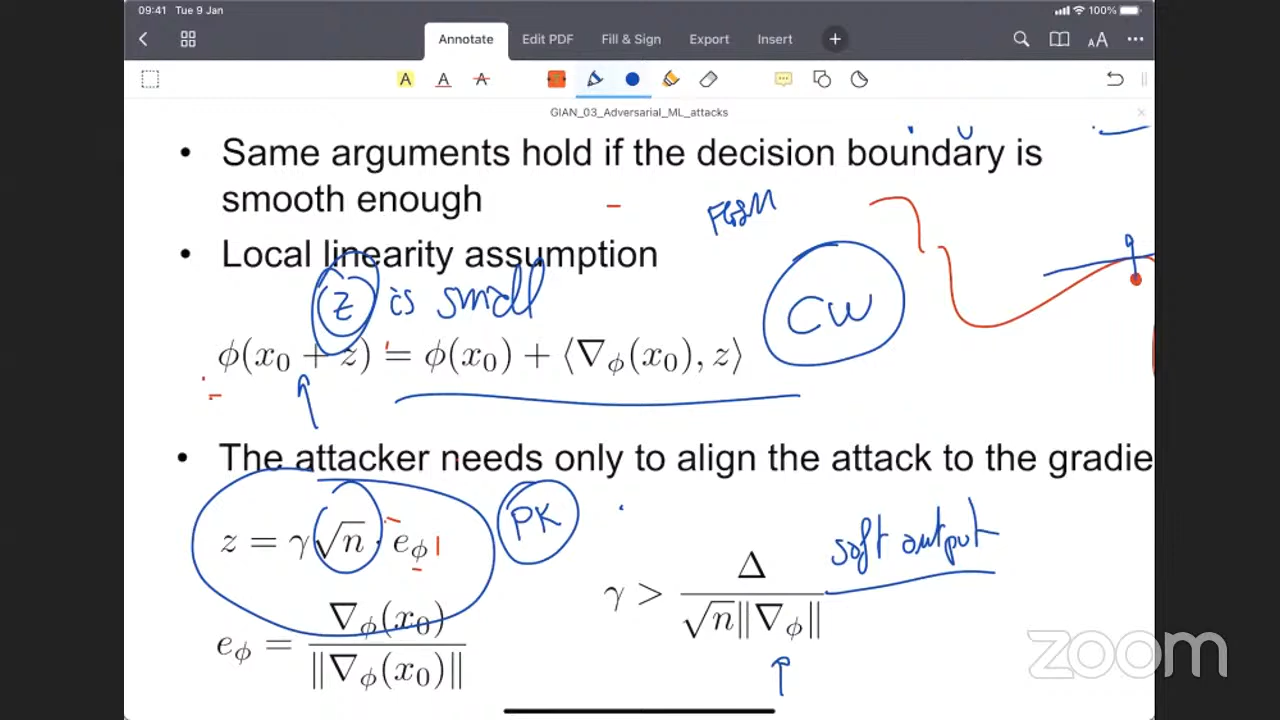 09:41 Tue 9 Jan 100%
Annotate Edit PDF Fill & Sign Export Insert
GIAN_03_Adversarial_ML_attacks
• Same arguments hold if the decision boundary is
smooth enough
FGSM
• Local linearity assumption
z is small
CW
ϕ(x₀ + z) = ϕ(x₀) + ⟨∇ϕ(x₀), z⟩
• The attacker needs only to align the attack to the gradie
z = γ√n · eϕ
PK
soft output
γ > Δ / √n‖∇ϕ‖
eϕ = ∇ϕ(x₀) / ‖∇ϕ(x₀)‖
zoom